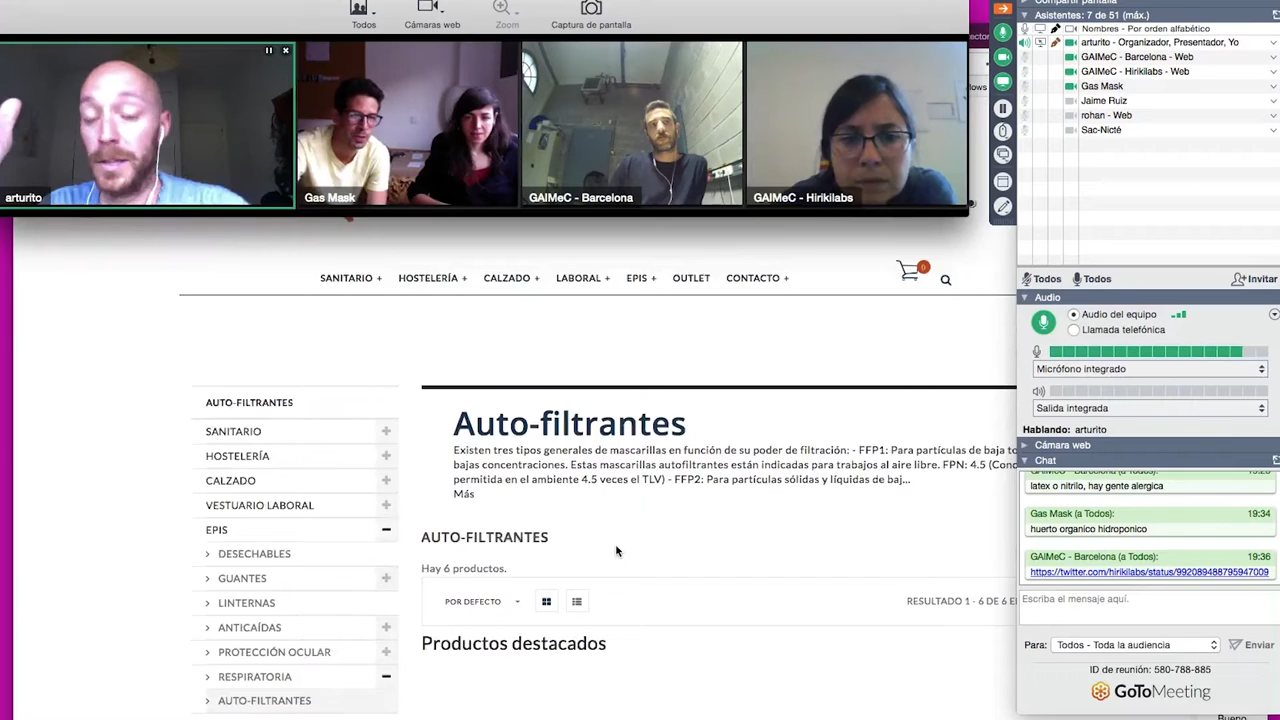 Todos
Cámaras web
Zoom
Captura de pantalla
arturito
Gas Mask
GAIMeC - Barcelona
GAIMeC - Hirikilabs
Compartir pantalla
Asistentes: 7 de 51 (máx.)
Nombres - Por orden alfabético
arturito - Organizador, Presentador, Yo
GAIMeC - Barcelona - Web
GAIMeC - Hirikilabs - Web
Gas Mask
Jaime Ruiz
rohan - Web
Sac-Nicté
Todos
Todos
Invitar
Audio
Audio del equipo
Llamada telefónica
Micrófono integrado
Salida integrada
Hablando: arturito
Cámara web
Chat
GAIMeC - Barcelona (a Todos):
latex o nitrilo, hay gente alergica
Gas Mask (a Todos): 19:34
huerto organico hidroponico
GAIMeC - Barcelona (a Todos): 19:36
https://twitter.com/hirikilabs/status/992089488795947009
Escriba el mensaje aquí.
Para: Todos - Toda la audiencia
Enviar
ID de reunión: 580-788-885
GoToMeeting
Bueno
SANITARIO +
HOSTELERÍA +
CALZADO +
LABORAL +
EPIS +
OUTLET
CONTACTO +
0
AUTO-FILTRANTES
SANITARIO
HOSTELERÍA
CALZADO
VESTUARIO LABORAL
EPIS
DESECHABLES
GUANTES
LINTERNAS
ANTICAÍDAS
PROTECCIÓN OCULAR
RESPIRATORIA
AUTO-FILTRANTES
Auto-filtrantes
Existen tres tipos generales de mascarillas en función de su poder de filtración: - FFP1: Para partículas de baja to
bajas concentraciones. Estas mascarillas autofiltrantes están indicadas para trabajos al aire libre. FPN: 4.5 (Conc
permitida en el ambiente 4.5 veces el TLV) - FFP2: Para partículas sólidas y líquidas de baj...
Más
AUTO-FILTRANTES
Hay 6 productos.
POR DEFECTO
RESULTADO 1 - 6 DE 6 EL
Productos destacados